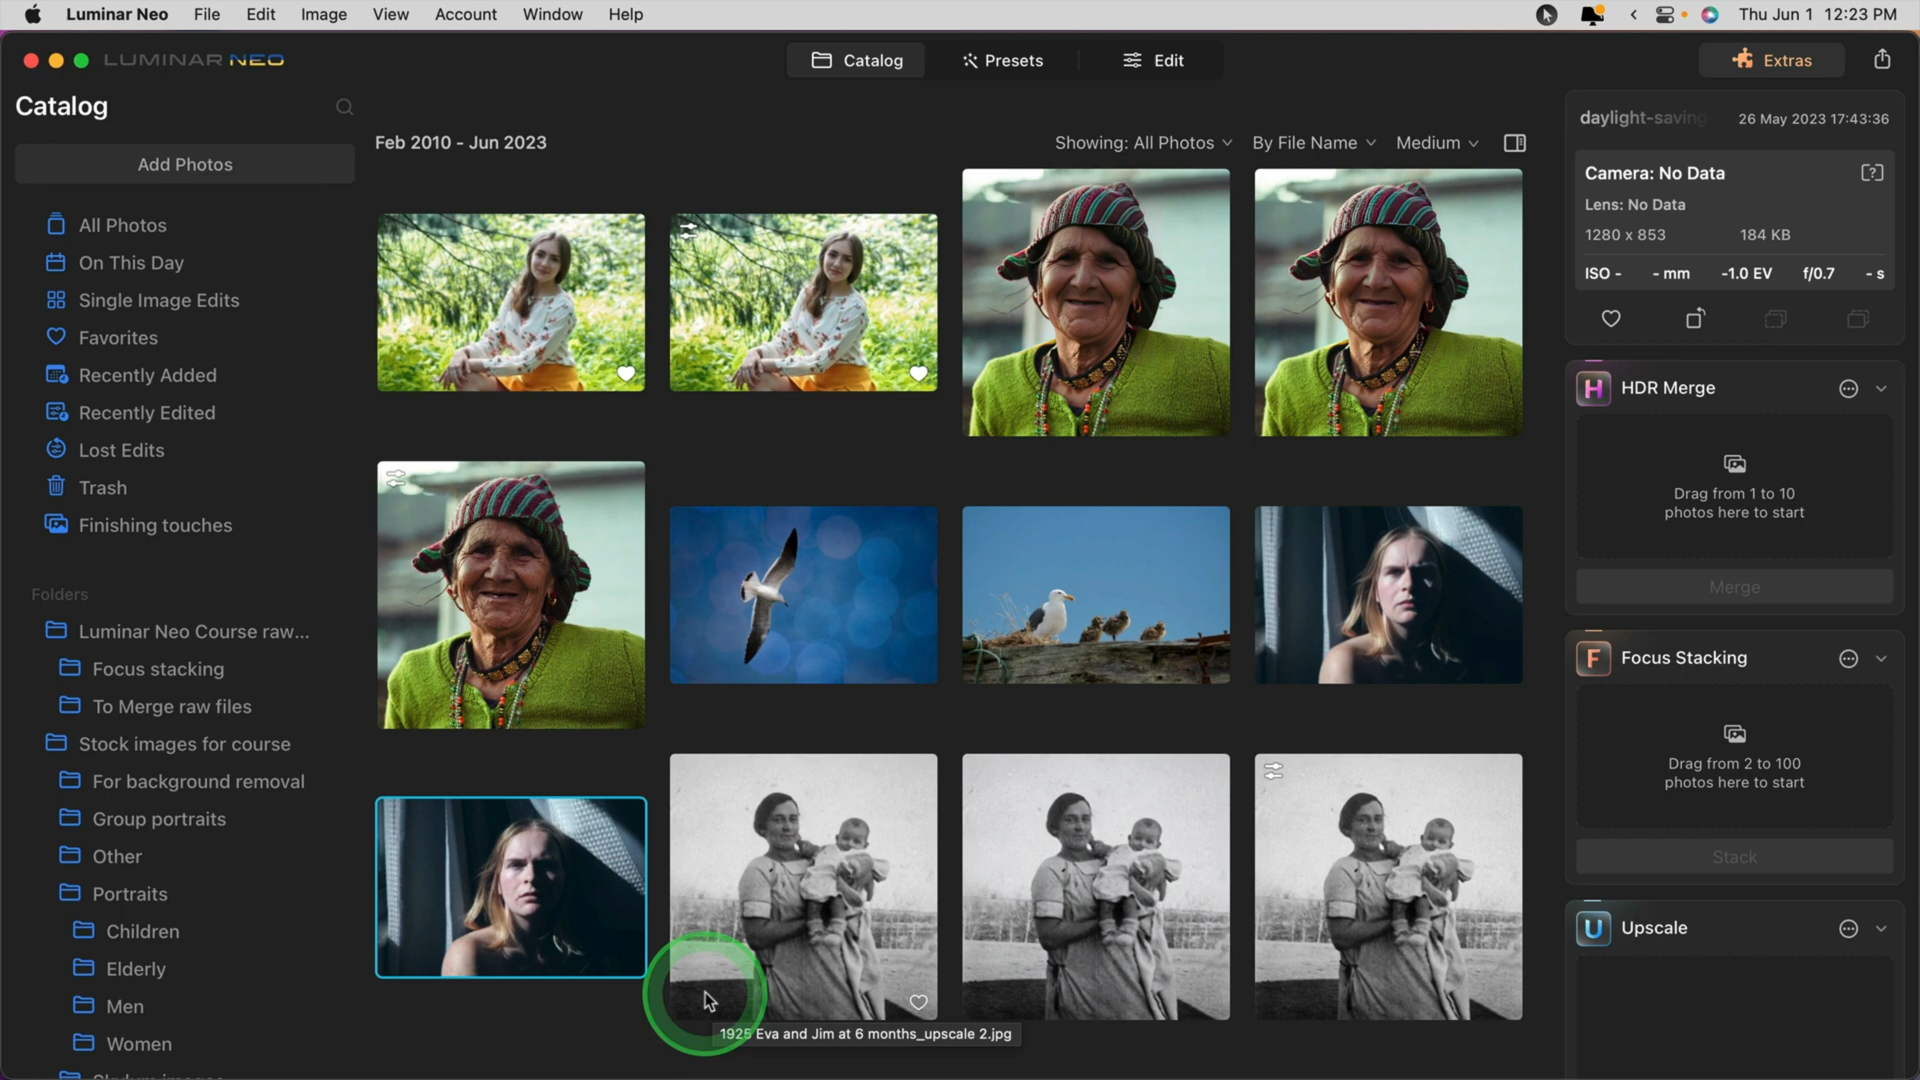 Luminar Neo File Edit Image View Account Window Help Thu Jun 1 12:23 PM
LUMINAR NEO
Catalog Presets Edit
Extras
Catalog
Add Photos
All Photos
On This Day
Single Image Edits
Favorites
Recently Added
Recently Edited
Lost Edits
Trash
Finishing touches
Folders
Luminar Neo Course raw...
Focus stacking
To Merge raw files
Stock images for course
For background removal
Group portraits
Other
Portraits
Children
Elderly
Men
Women
Feb 2010 - Jun 2023
Showing: All Photos By File Name Medium
1925 Eva and Jim at 6 months_upscale 2.jpg
daylight-saving 26 May 2023 17:43:36
Camera: No Data
Lens: No Data
1280 x 853 184 KB
ISO - - mm -1.0 EV f/0.7 - s
H HDR Merge
Drag from 1 to 10
photos here to start
Merge
F Focus Stacking
Drag from 2 to 100
photos here to start
Stack
U Upscale